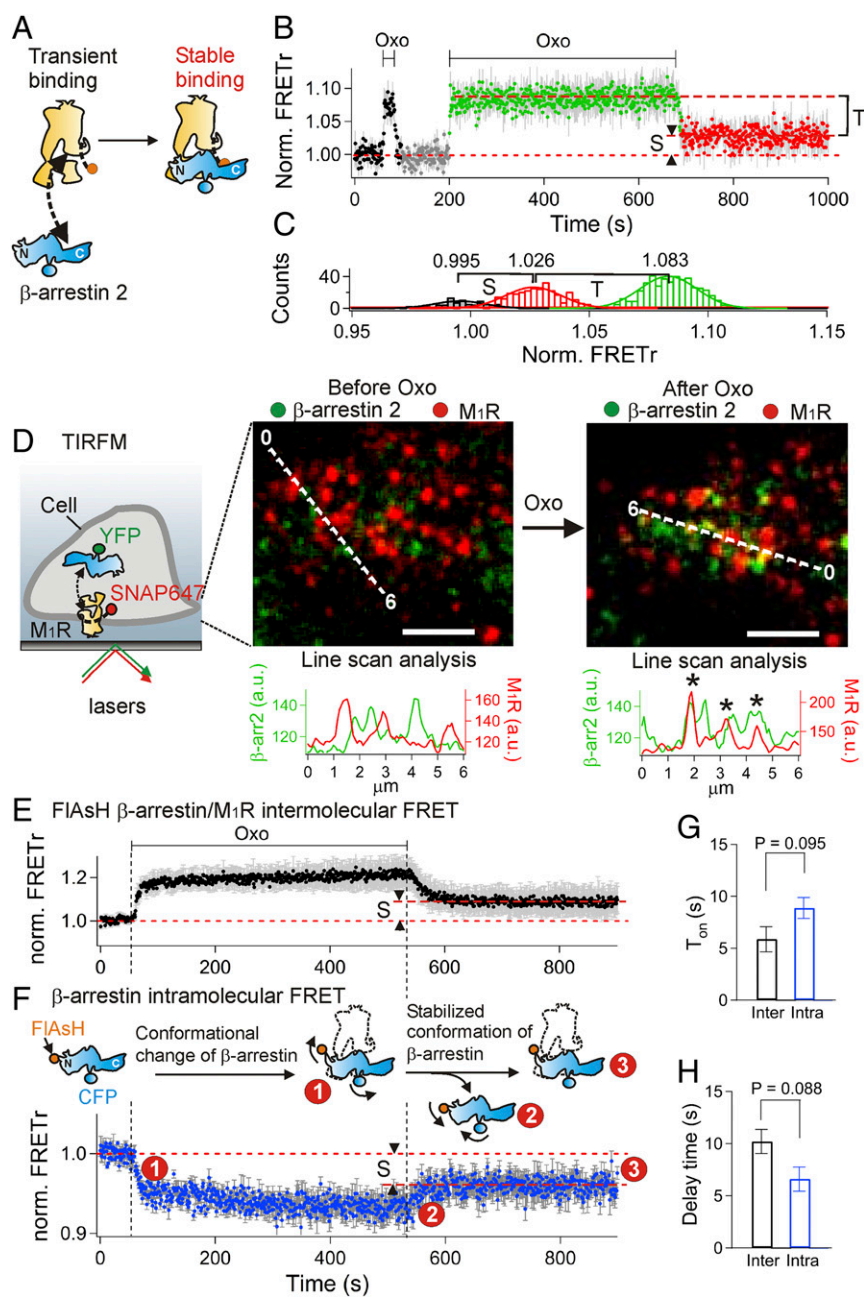 A
Transient
binding
Stable
binding
N
C
N
C
β-arrestin 2
B
Oxo
Oxo
Norm. FRETr
1.10
1.05
1.00
S
T
0
200
400
600
800
1000
Time (s)
C
0.995
1.026
1.083
S
T
Counts
40
0
0.95
1.00
1.05
1.10
1.15
Norm. FRETr
D
TIRFM
Cell
YFP
SNAP647
M1R
lasers
Before Oxo
β-arrestin 2
M1R
0
6
Oxo
After Oxo
β-arrestin 2
M1R
6
0
Line scan analysis
β-arr2 (a.u.)
140
120
160
140
120
M1R (a.u.)
0 1 2 3 4 5 6
μm
Line scan analysis
* * *
β-arr2 (a.u.)
140
120
200
150
M1R (a.u.)
0 1 2 3 4 5 6
μm
E
FlAsH β-arrestin/M1R intermolecular FRET
Oxo
norm. FRETr
1.2
1.0
S
0
200
400
600
800
F
β-arrestin intramolecular FRET
FlAsH
N
C
CFP
Conformational
change of β-arrestin
1
Stabilized
conformation of
β-arrestin
2
3
norm. FRETr
1.0
0.9
1
S
2
3
0
200
400
600
800
Time (s)
G
P = 0.095
Ton (s)
15
10
5
0
Inter Intra
H
P = 0.088
Delay time (s)
15
10
5
0
Inter Intra